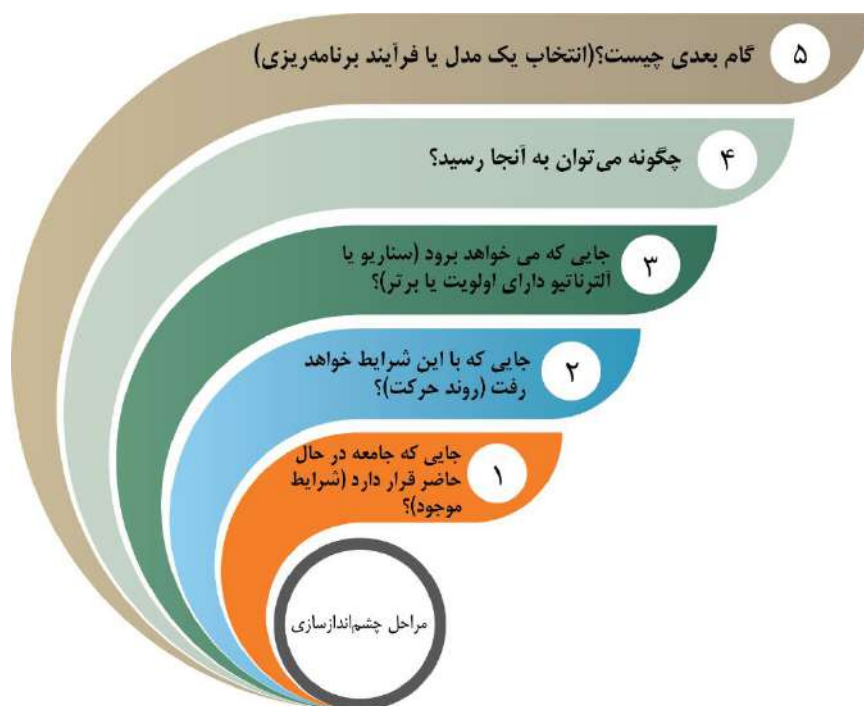 ۵
گام بعدی چیست؟(انتخاب یک مدل یا فرآیند برنامه‌ریزی)
۴
چگونه می‌توان به آنجا رسید؟
۳
جایی که می خواهد برود (سناریو یا
آلترناتیو دارای اولویت یا برتر)؟
۲
جایی که با این شرایط خواهد
رفت (روند حرکت)؟
۱
جایی که جامعه در حال
حاضر قرار دارد (شرایط
موجود)؟
مراحل چشم‌اندازسازی